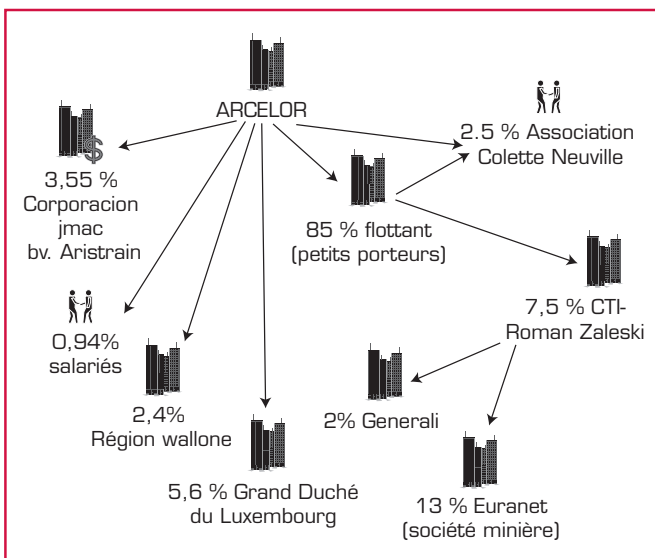 ARCELOR
2.5 % Association
Colette Neuville
3,55 %
Corporacion
jmac
bv. Aristrain
$
85 % flottant
(petits porteurs)
7,5 % CTI-
Roman Zaleski
0,94%
salariés
2,4%
Région wallone
2% Generali
5,6 % Grand Duché
du Luxembourg
13 % Euranet
(société minière)